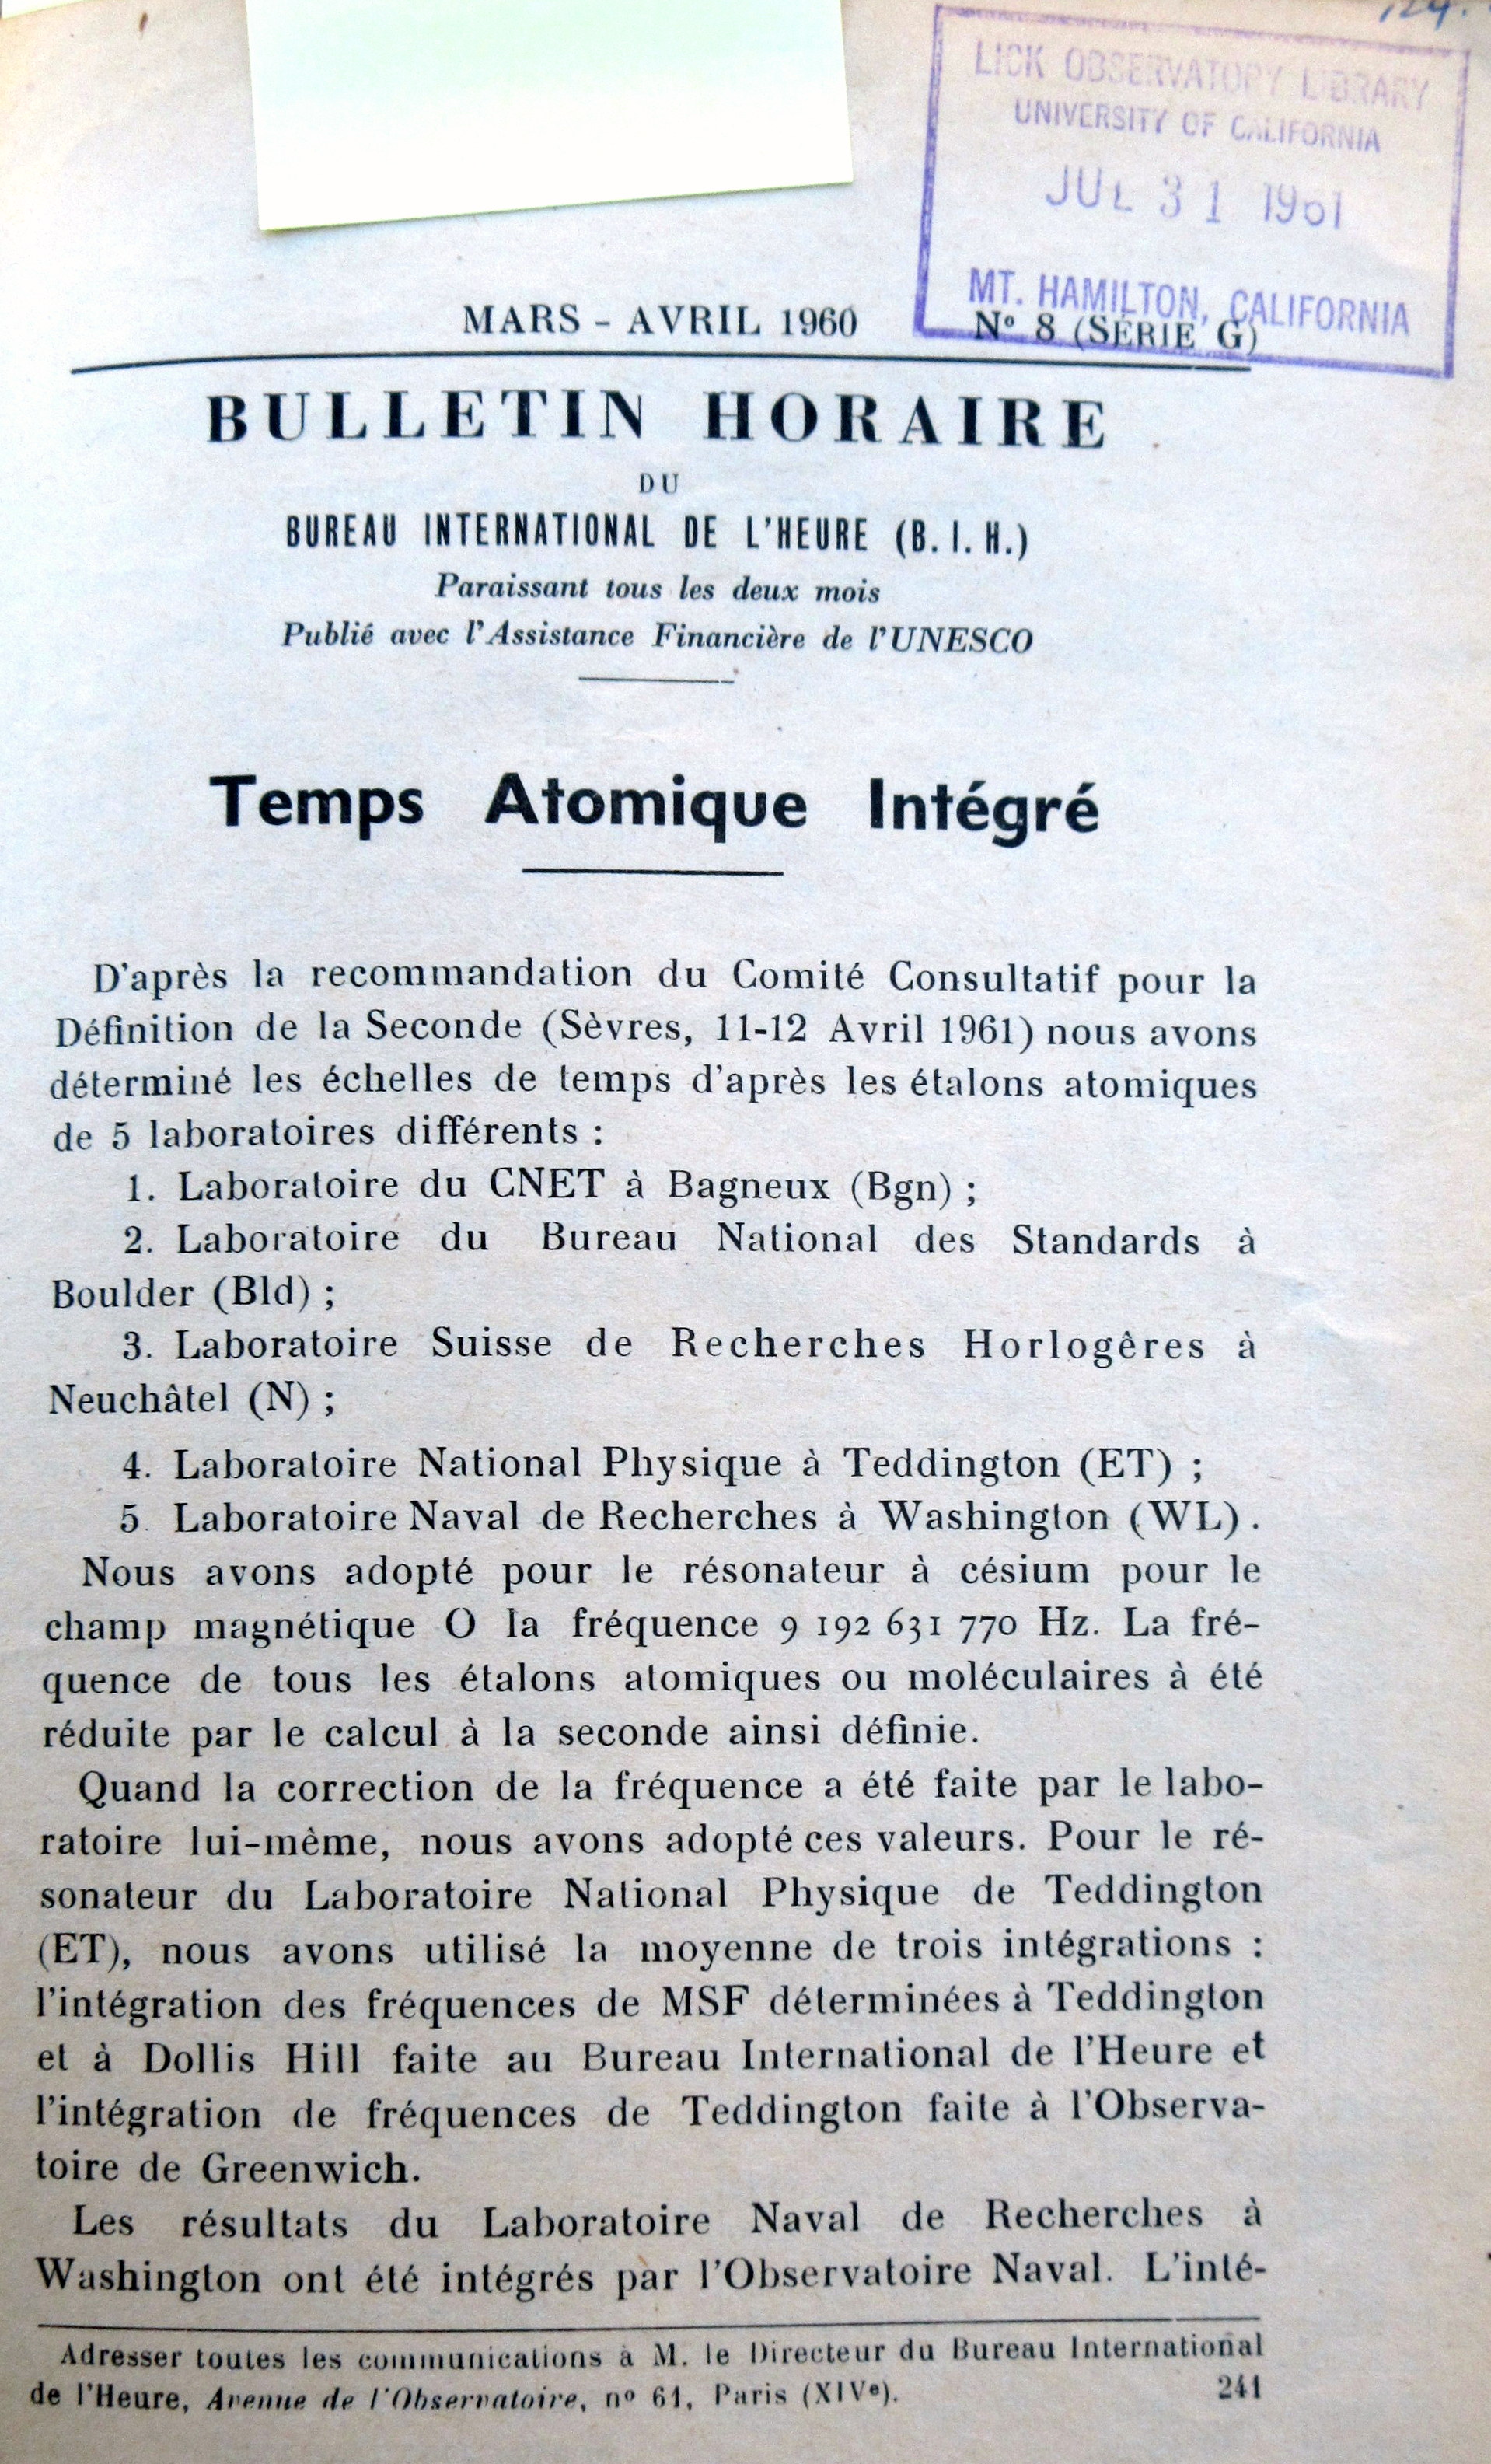 LICK OBSERVATORY LIBRARY
UNIVERSITY OF CALIFORNIA
JUL 31 1961
MT. HAMILTON, CALIFORNIA
MARS - AVRIL 1960 N° 8 (SÉRIE G)
BULLETIN HORAIRE
DU
BUREAU INTERNATIONAL DE L'HEURE (B. I. H.)
Paraissant tous les deux mois
Publié avec l'Assistance Financière de l'UNESCO
Temps Atomique Intégré
D'après la recommandation du Comité Consultatif pour la
Définition de la Seconde (Sèvres, 11-12 Avril 1961) nous avons
déterminé les échelles de temps d'après les étalons atomiques
de 5 laboratoires différents :
1. Laboratoire du CNET à Bagneux (Bgn) ;
2. Laboratoire du Bureau National des Standards à
Boulder (Bld) ;
3. Laboratoire Suisse de Recherches Horlogêres à
Neuchâtel (N) ;
4. Laboratoire National Physique à Teddington (ET) ;
5. Laboratoire Naval de Recherches à Washington (WL).
Nous avons adopté pour le résonateur à césium pour le
champ magnétique O la fréquence 9 192 631 770 Hz. La fré-
quence de tous les étalons atomiques ou moléculaires à été
réduite par le calcul à la seconde ainsi définie.
Quand la correction de la fréquence a été faite par le labo-
ratoire lui-même, nous avons adopté ces valeurs. Pour le ré-
sonateur du Laboratoire National Physique de Teddington
(ET), nous avons utilisé la moyenne de trois intégrations :
l'intégration des fréquences de MSF déterminées à Teddington
et à Dollis Hill faite au Bureau International de l'Heure et
l'intégration de fréquences de Teddington faite à l'Observa-
toire de Greenwich.
Les résultats du Laboratoire Naval de Recherches à
Washington ont été intégrés par l'Observatoire Naval. L'inté-
Adresser toutes les communications à M. le Directeur du Bureau International
de l'Heure, Avenue de l'Observatoire, n° 61, Paris (XIVe). 241